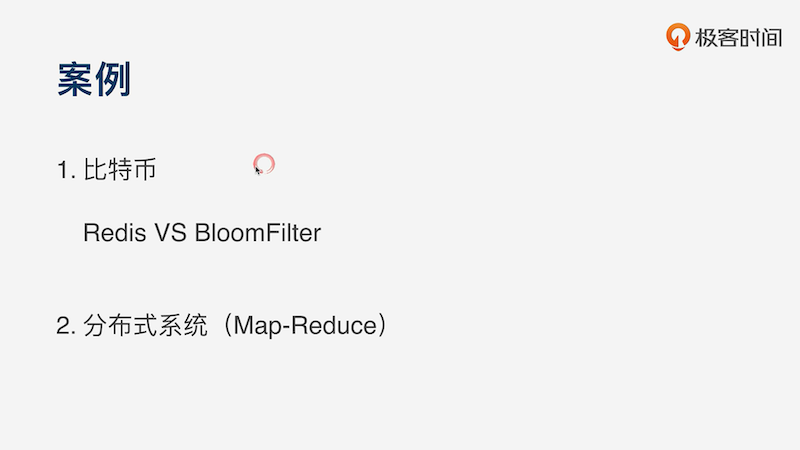 极客时间
案例
1. 比特币
Redis VS BloomFilter
2. 分布式系统（Map-Reduce）